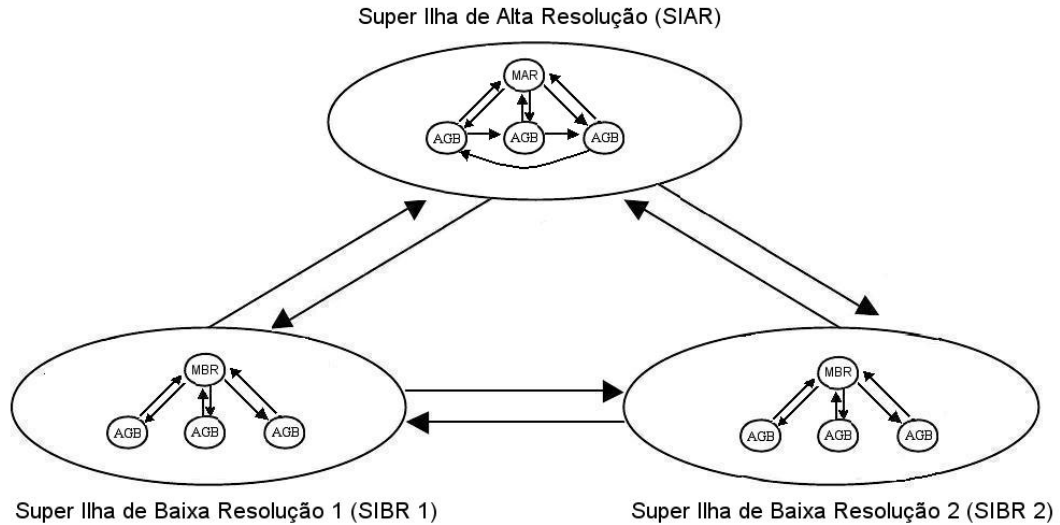 Super Ilha de Alta Resolução (SIAR)
MAR
AGB AGB AGB
MBR
AGB AGB AGB
MBR
AGB AGB AGB
Super Ilha de Baixa Resolução 1 (SIBR 1)
Super Ilha de Baixa Resolução 2 (SIBR 2)